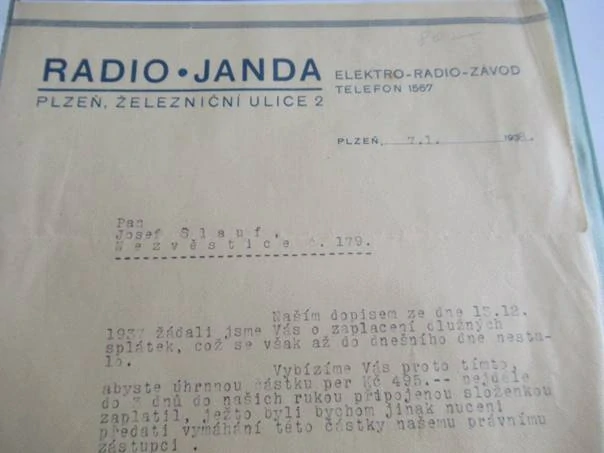 RADIO • JANDA
ELEKTRO-RADIO-ZÁVOD
TELEFON 1567
PLZEŇ, ŽELEZNIČNÍ ULICE 2
PLZEŇ, 7.1. 1938.
Pan
Josef Slauf,
Nezvěstice č. 179.
Naším dopisem ze dne 15.12.
1937 žádali jsme Vás o zaplacení dlužných
splátek, což se však až do dnešního dne nesta-
lo.
Vybízíme Vás proto tímto,
abyste úhrnnou částku per Kč 495.-- nejdéle
do 3 dnů do našich rukou připojenou složenkou
zaplatil, ježto byli bychom jinak nuceni
předati vymáhání této částky našemu právnímu
zástupci .